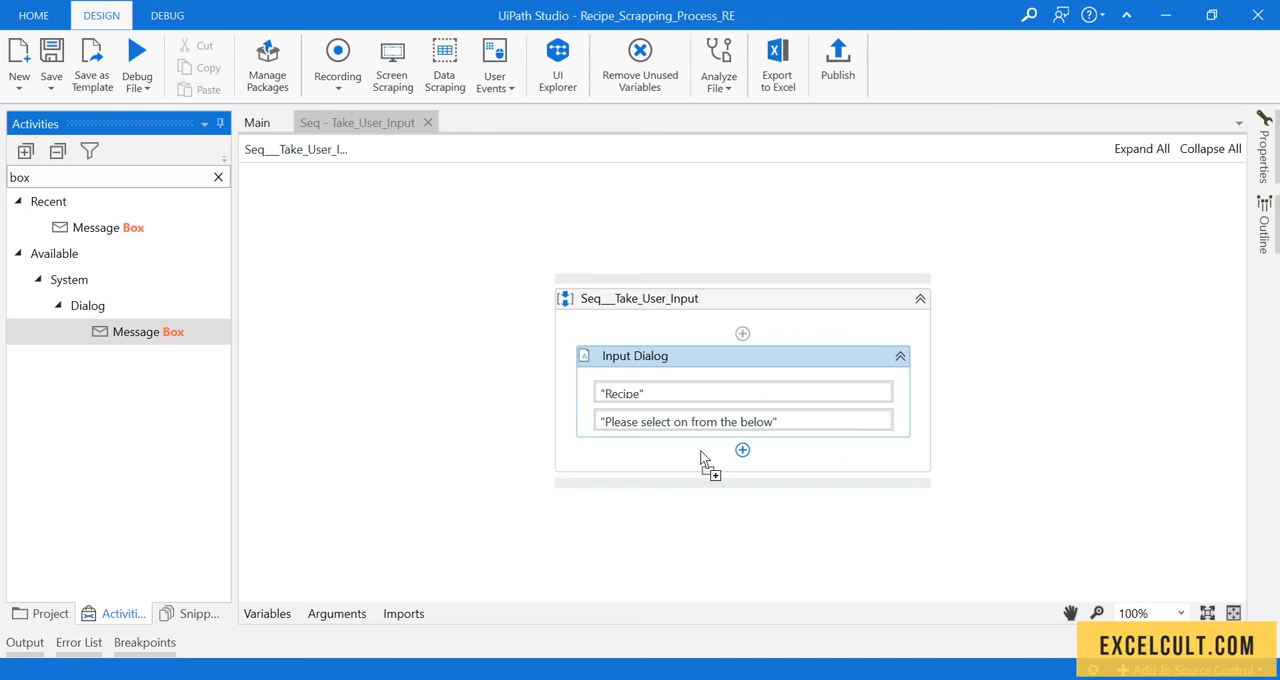 HOME
DESIGN
DEBUG
UiPath Studio - Recipe_Scrapping_Process_RE
New
Save
Save as Template
Debug File
Cut
Copy
Paste
Manage Packages
Recording
Screen Scraping
Data Scraping
User Events
UI Explorer
Remove Unused Variables
Analyze File
Export to Excel
Publish
Activities
Main
Seq - Take_User_Input
Seq__Take_User_I...
Expand All
Collapse All
box
Recent
Message Box
Available
System
Dialog
Message Box
Seq__Take_User_Input
Input Dialog
"Recipe"
"Please select on from the below"
Properties
Outline
Project
Activiti...
Snipp...
Variables
Arguments
Imports
100%
Output
Error List
Breakpoints
EXCELCULT.COM
Add To Source Control